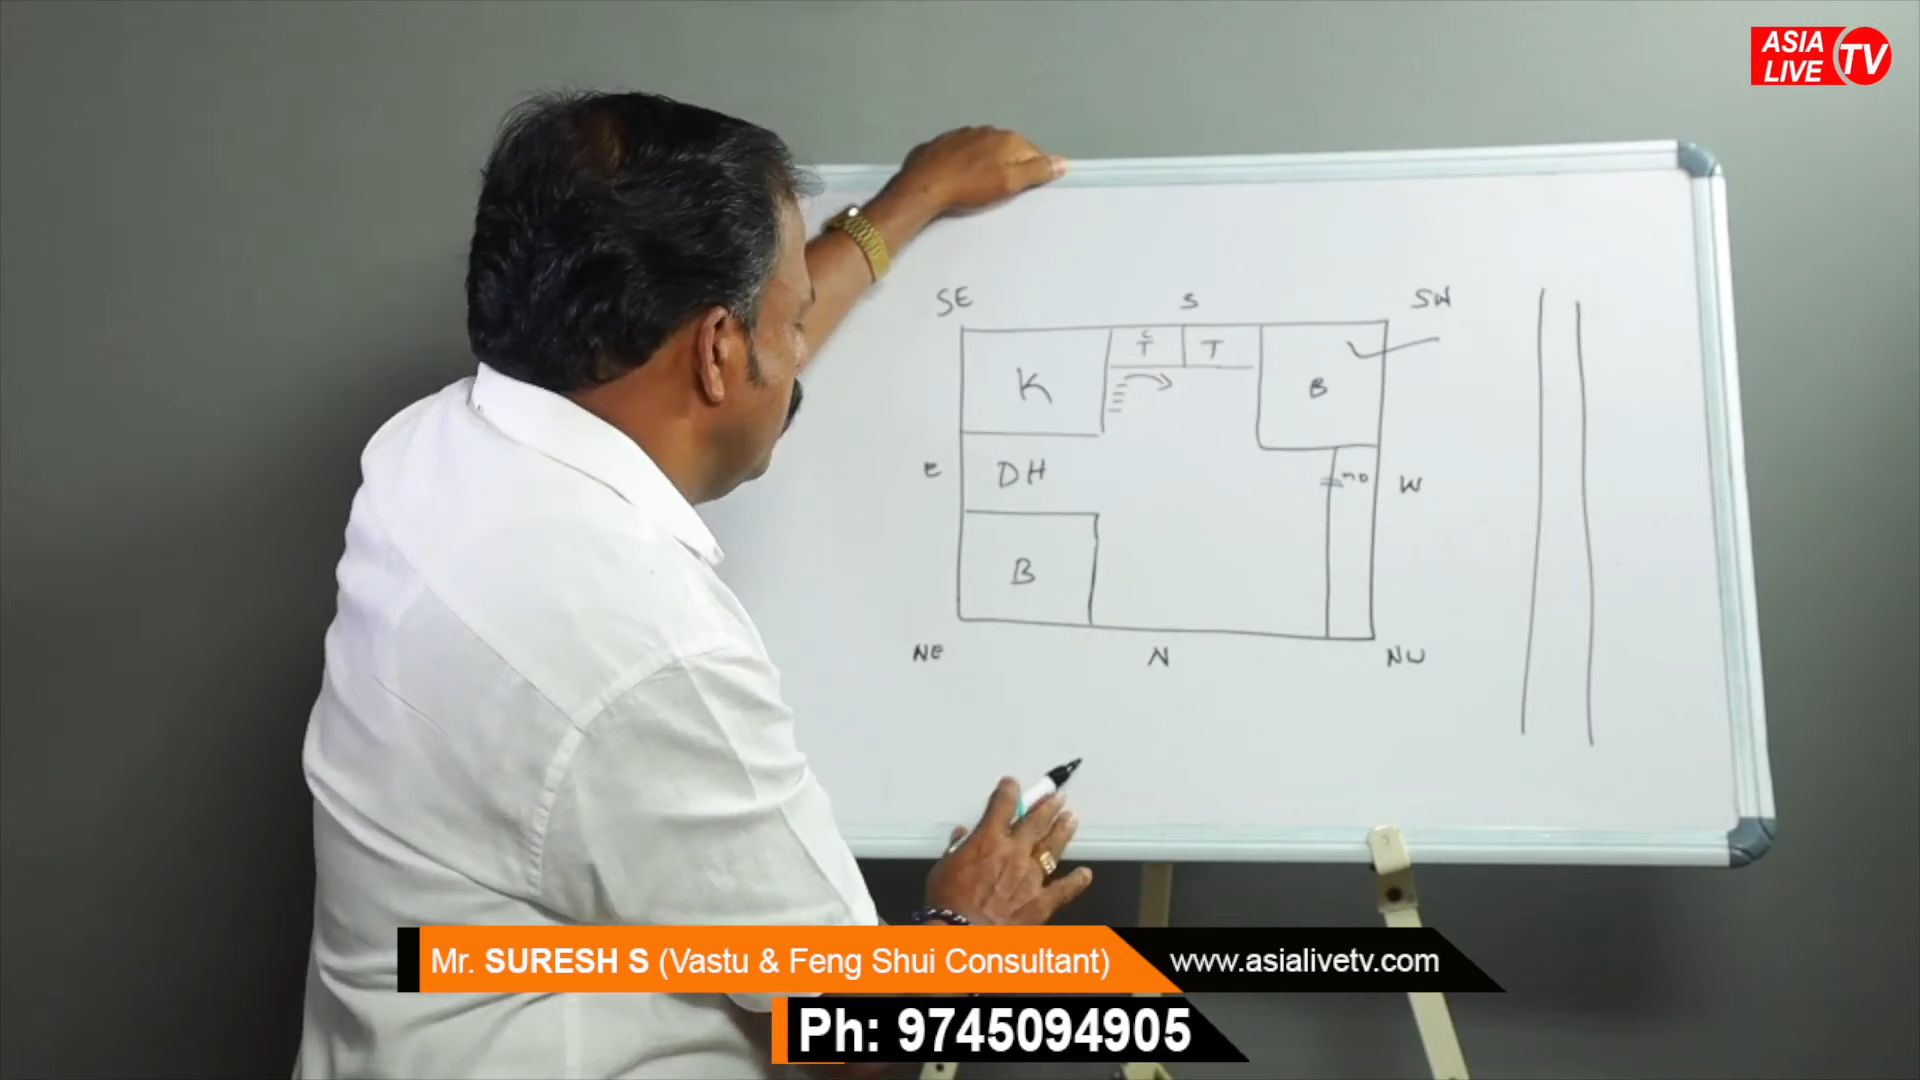 ASIA
LIVE
TV
SE
S
SW
K
T
T
B
E
DH
W
B
NE
N
NW
Mr. SURESH S (Vastu & Feng Shui Consultant)
www.asialivetv.com
Ph: 9745094905